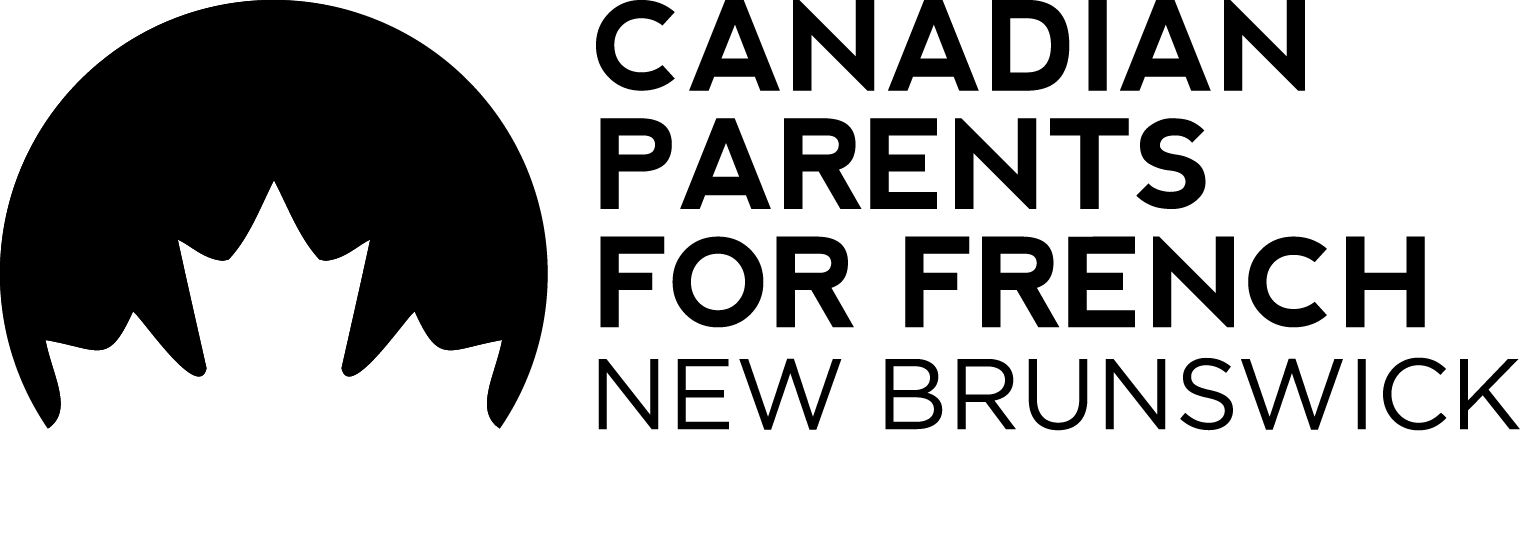 CANADIAN
PARENTS
FOR FRENCH
NEW BRUNSWICK